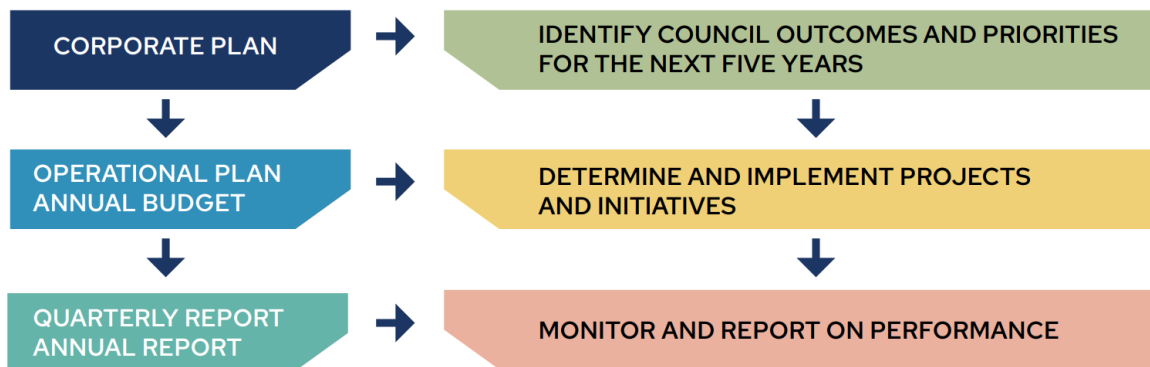 CORPORATE PLAN
IDENTIFY COUNCIL OUTCOMES AND PRIORITIES
FOR THE NEXT FIVE YEARS
OPERATIONAL PLAN
ANNUAL BUDGET
DETERMINE AND IMPLEMENT PROJECTS
AND INITIATIVES
QUARTERLY REPORT
ANNUAL REPORT
MONITOR AND REPORT ON PERFORMANCE